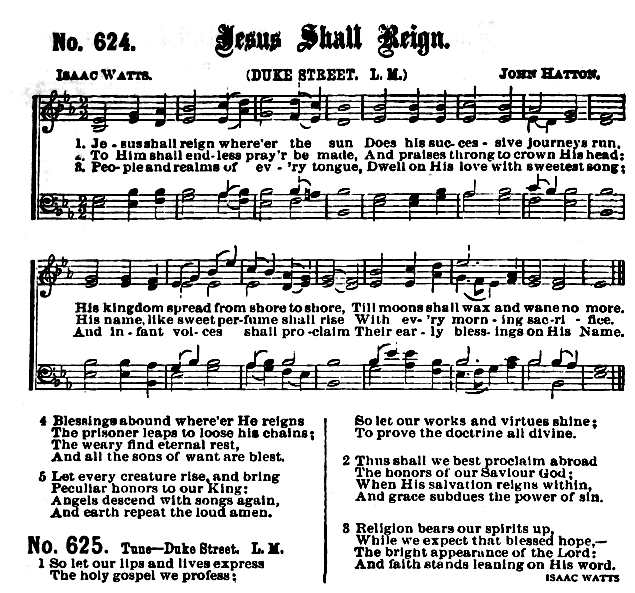 No. 624. Jesus Shall Reign.
ISAAC WATTS. (DUKE STREET. L. M.) JOHN HATTON.
1. Je - sus shall reign where'er the sun Does his suc- ces - sive journeys run,
2. To Him shall end-less pray'r be made, And praises throng to crown His head;
3. Peo-ple and realms of ev - 'ry tongue, Dwell on His love with sweetest song;
His kingdom spread from shore to shore, Till moons shall wax and wane no more.
His name, like sweet per-fume shall rise With ev-'ry morn - ing sac-ri - fice.
And in - fant voi-ces shall pro-claim Their ear - ly bless-ings on His Name.
4 Blessings abound where'er He reigns
The prisoner leaps to loose his chains;
The weary find eternal rest,
And all the sons of want are blest.
5 Let every creature rise, and bring
Peculiar honors to our King;
Angels descend with songs again,
And earth repeat the loud amen.
No. 625. Tune—Duke Street. L. M.
1 So let our lips and lives express
The holy gospel we profess;
So let our works and virtues shine;
To prove the doctrine all divine.
2 Thus shall we best proclaim abroad
The honors of our Saviour God;
When His salvation reigns within,
And grace subdues the power of sin.
3 Religion bears our spirits up,
While we expect that blessed hope,—
The bright appearance of the Lord;
And faith stands leaning on His word.
ISAAC WATTS